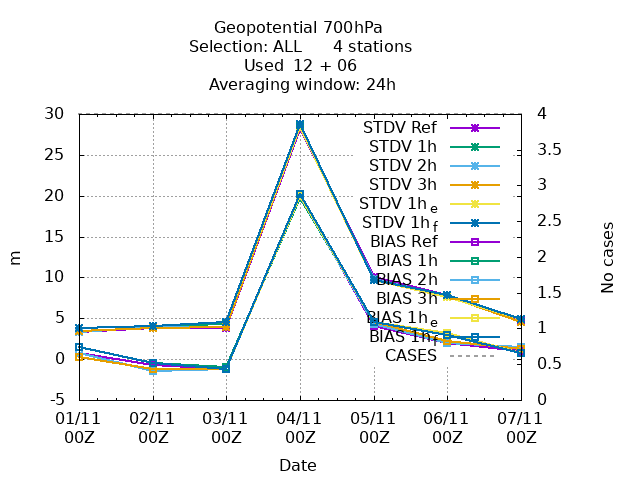 Geopotential 700hPa
Selection: ALL 4 stations
Used 12 + 06
Averaging window: 24h
30
25
20
15
10
5
0
-5
m
4
3.5
3
2.5
2
1.5
1
0.5
0
No cases
STDV Ref
STDV 1h
STDV 2h
STDV 3h
STDV 1h e
STDV 1h f
BIAS Ref
BIAS 1h
BIAS 2h
BIAS 3h
BIAS 1h e
BIAS 1h f
CASES
01/11 02/11 03/11 04/11 05/11 06/11 07/11
00Z 00Z 00Z 00Z 00Z 00Z 00Z
Date